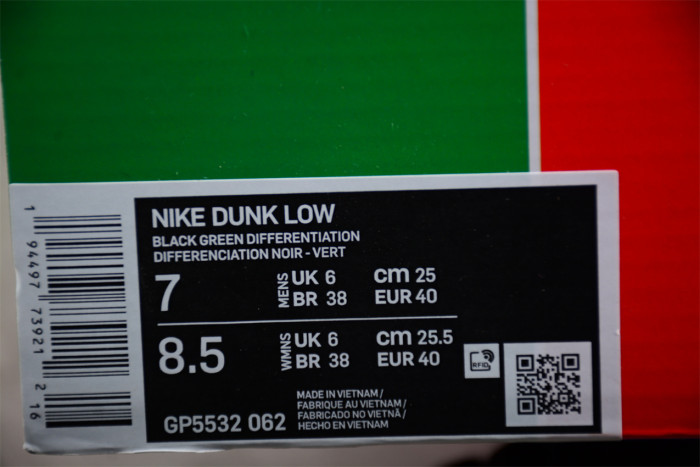 NIKE DUNK LOW
BLACK GREEN DIFFERENTIATION
DIFFERENCIATION NOIR - VERT
7 MENS UK 6 cm 25
BR 38 EUR 40
8.5 WMNS UK 6 cm 25.5
BR 38 EUR 40
RFID
MADE IN VIETNAM /
FABRIQUE AU VIETNAM /
FABRICADO NO VIETNÃ /
HECHO EN VIETNAM
GP5532 062
1 94497 73921 2 16